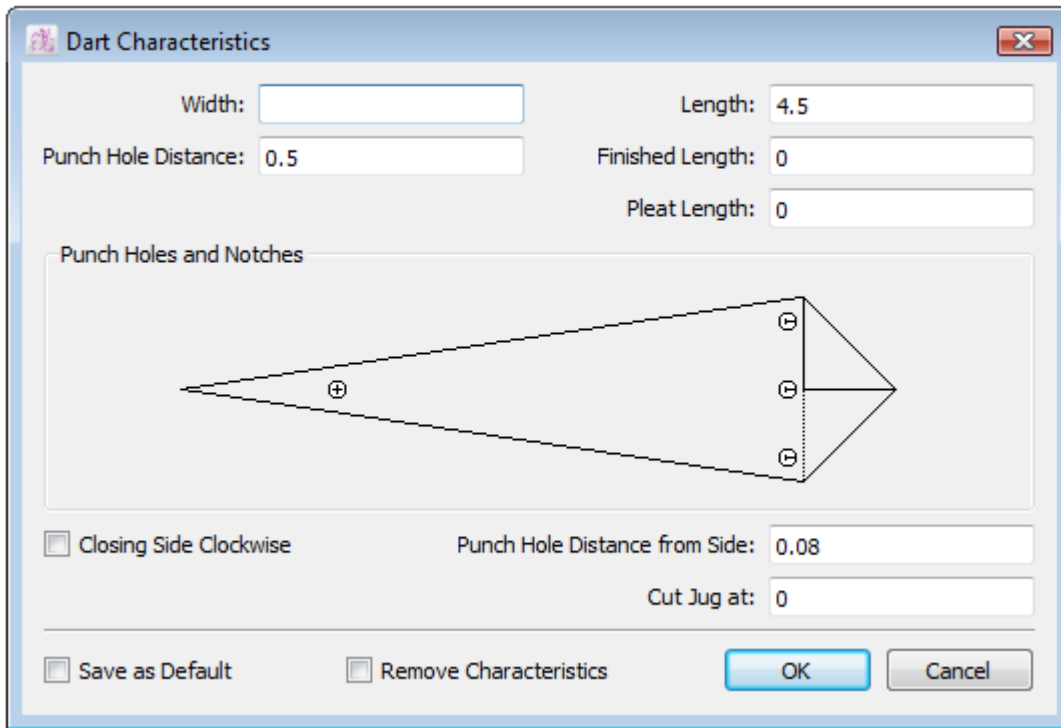 Dart Characteristics
Width:
Length: 4.5
Punch Hole Distance: 0.5
Finished Length: 0
Pleat Length: 0
Punch Holes and Notches
Closing Side Clockwise
Punch Hole Distance from Side: 0.08
Cut Jug at: 0
Save as Default
Remove Characteristics
OK
Cancel